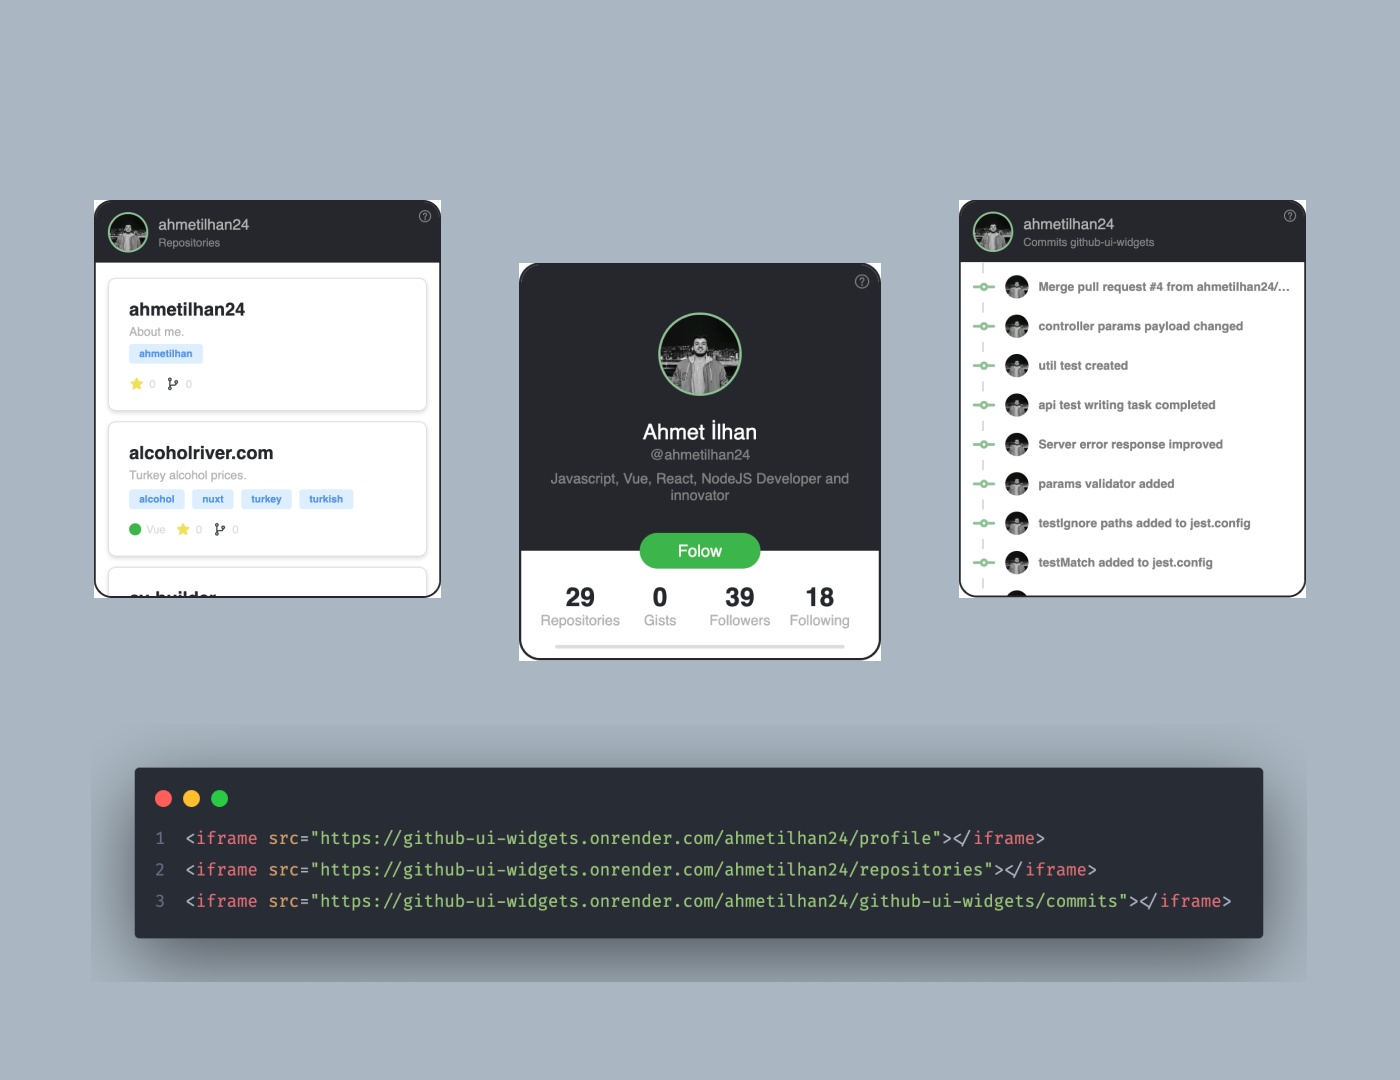 ahmetilhan24
Repositories
ahmetilhan24
About me.
ahmetilhan
0 0
alcoholriver.com
Turkey alcohol prices.
alcohol nuxt turkey turkish
Vue 0 0
Ahmet İlhan
@ahmetilhan24
Javascript, Vue, React, NodeJS Developer and
innovator
Folow
29 0 39 18
Repositories Gists Followers Following
ahmetilhan24
Commits github-ui-widgets
Merge pull request #4 from ahmetilhan24/...
controller params payload changed
util test created
api test writing task completed
Server error response improved
params validator added
testIgnore paths added to jest.config
testMatch added to jest.config
1 <iframe src="https://github-ui-widgets.onrender.com/ahmetilhan24/profile"></iframe>
2 <iframe src="https://github-ui-widgets.onrender.com/ahmetilhan24/repositories"></iframe>
3 <iframe src="https://github-ui-widgets.onrender.com/ahmetilhan24/github-ui-widgets/commits"></iframe>